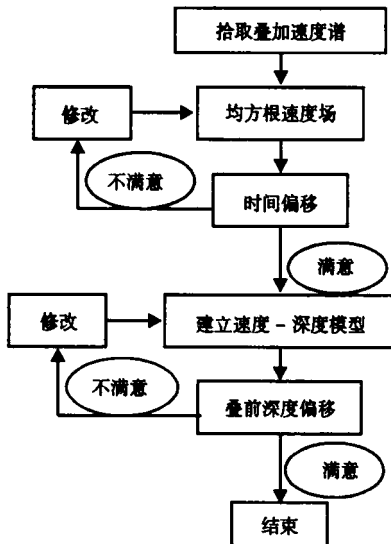 拾取叠加速度谱
修改
均方根速度场
不满意
时间偏移
满意
修改
建立速度－深度模型
不满意
叠前深度偏移
满意
结束